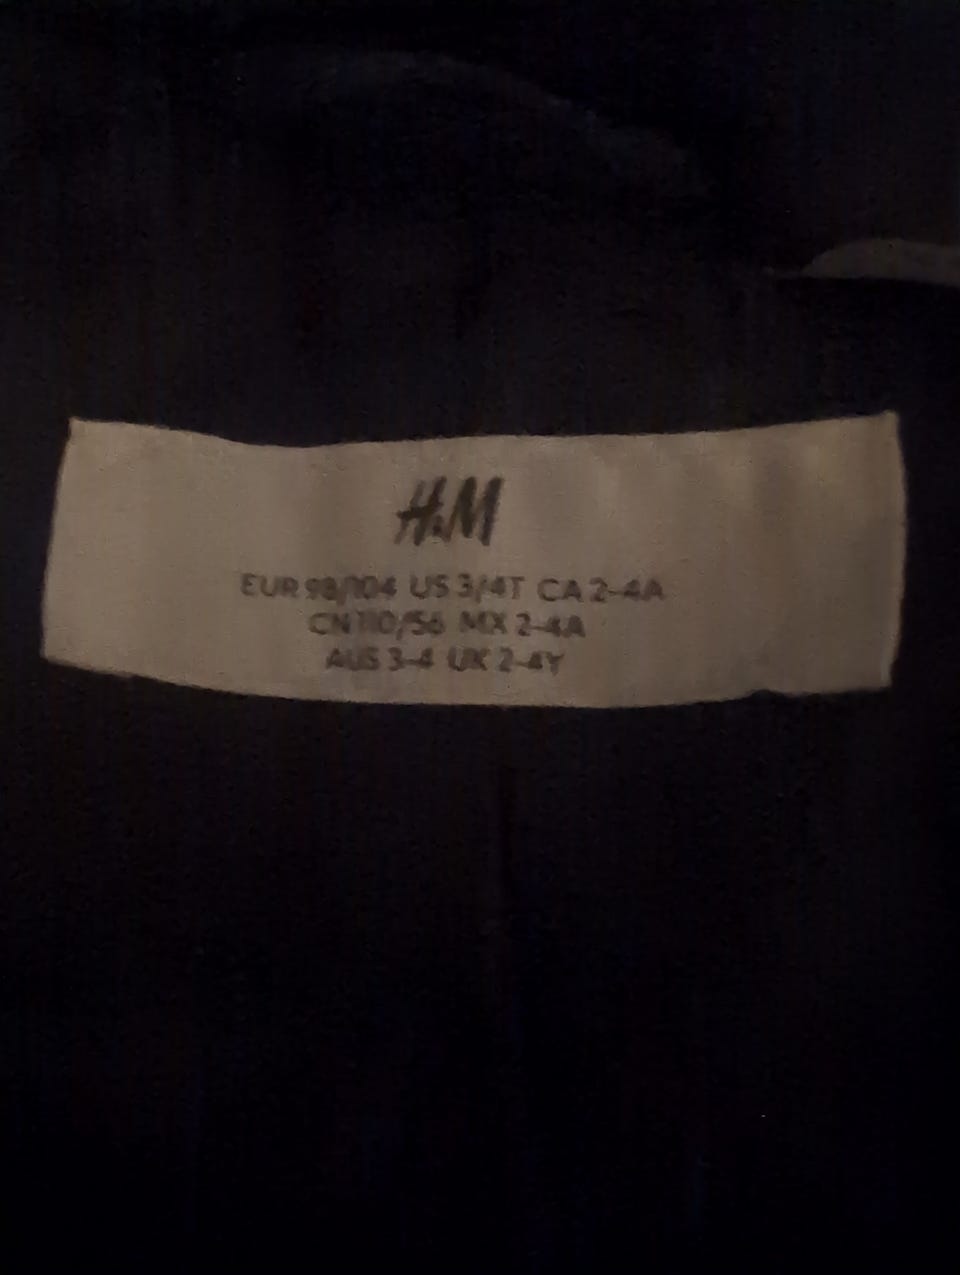 H&M
EUR 98/104 US 3/4T CA 2-4A
CN 110/56 MX 2-4A
AUS 3-4 UK 2-4Y